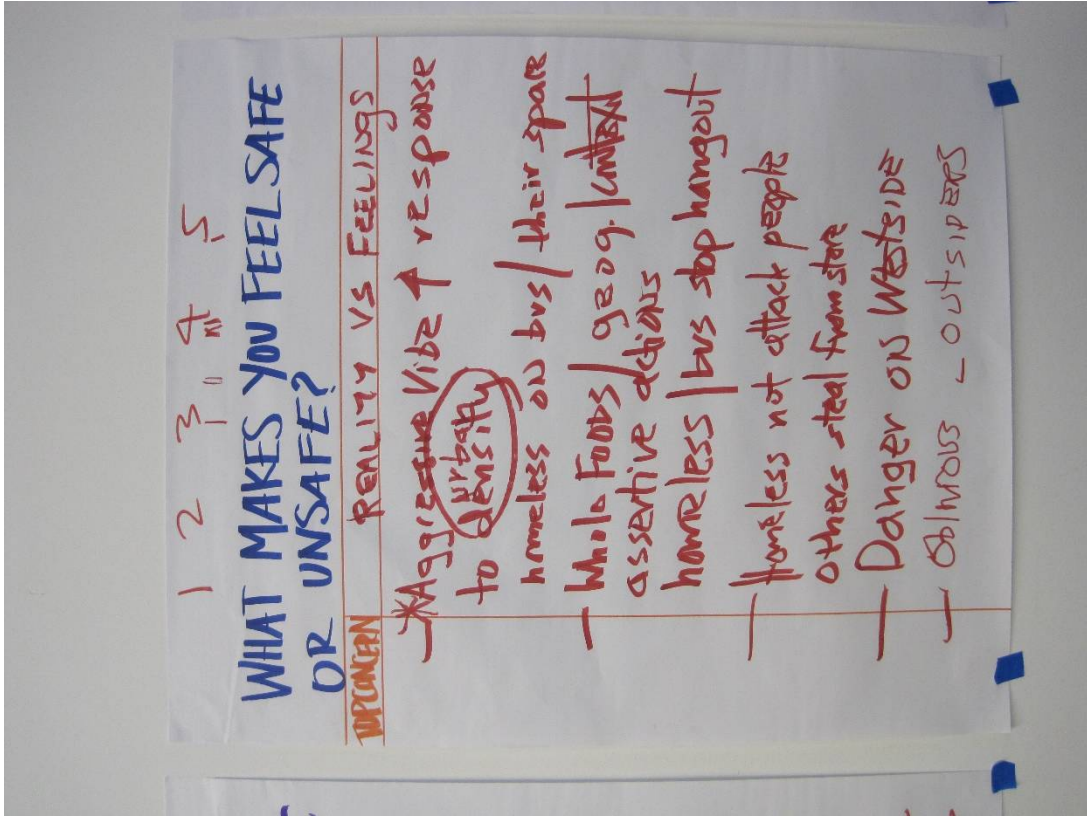 1 2 3 4 5
WHAT MAKES YOU FEEL SAFE
OR UNSAFE?
TOP CONCERN REALITY VS FEELINGS
— *Aggressive Vibe ↑ response
to urban density
homeless ON bus / their space
— Whole FOODS / geog. / context
assertive actions
homeless / bus stop hangout
— Homeless not attack people
others steal from store
— Danger ON WESTSIDE
— OUTSIDERS